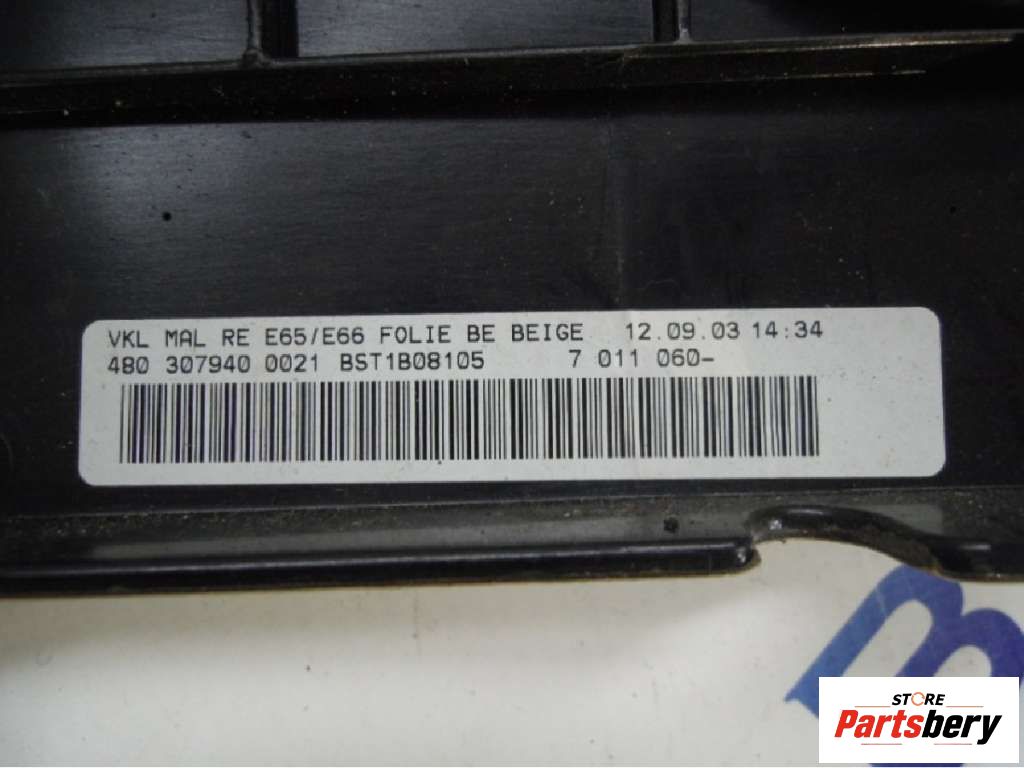 VKL MAL RE E65/E66 FOLIE BE BEIGE 12.09.03 14:34
480 307940 0021 BST1B08105 7 011 060-
B
STORE
Partsbery